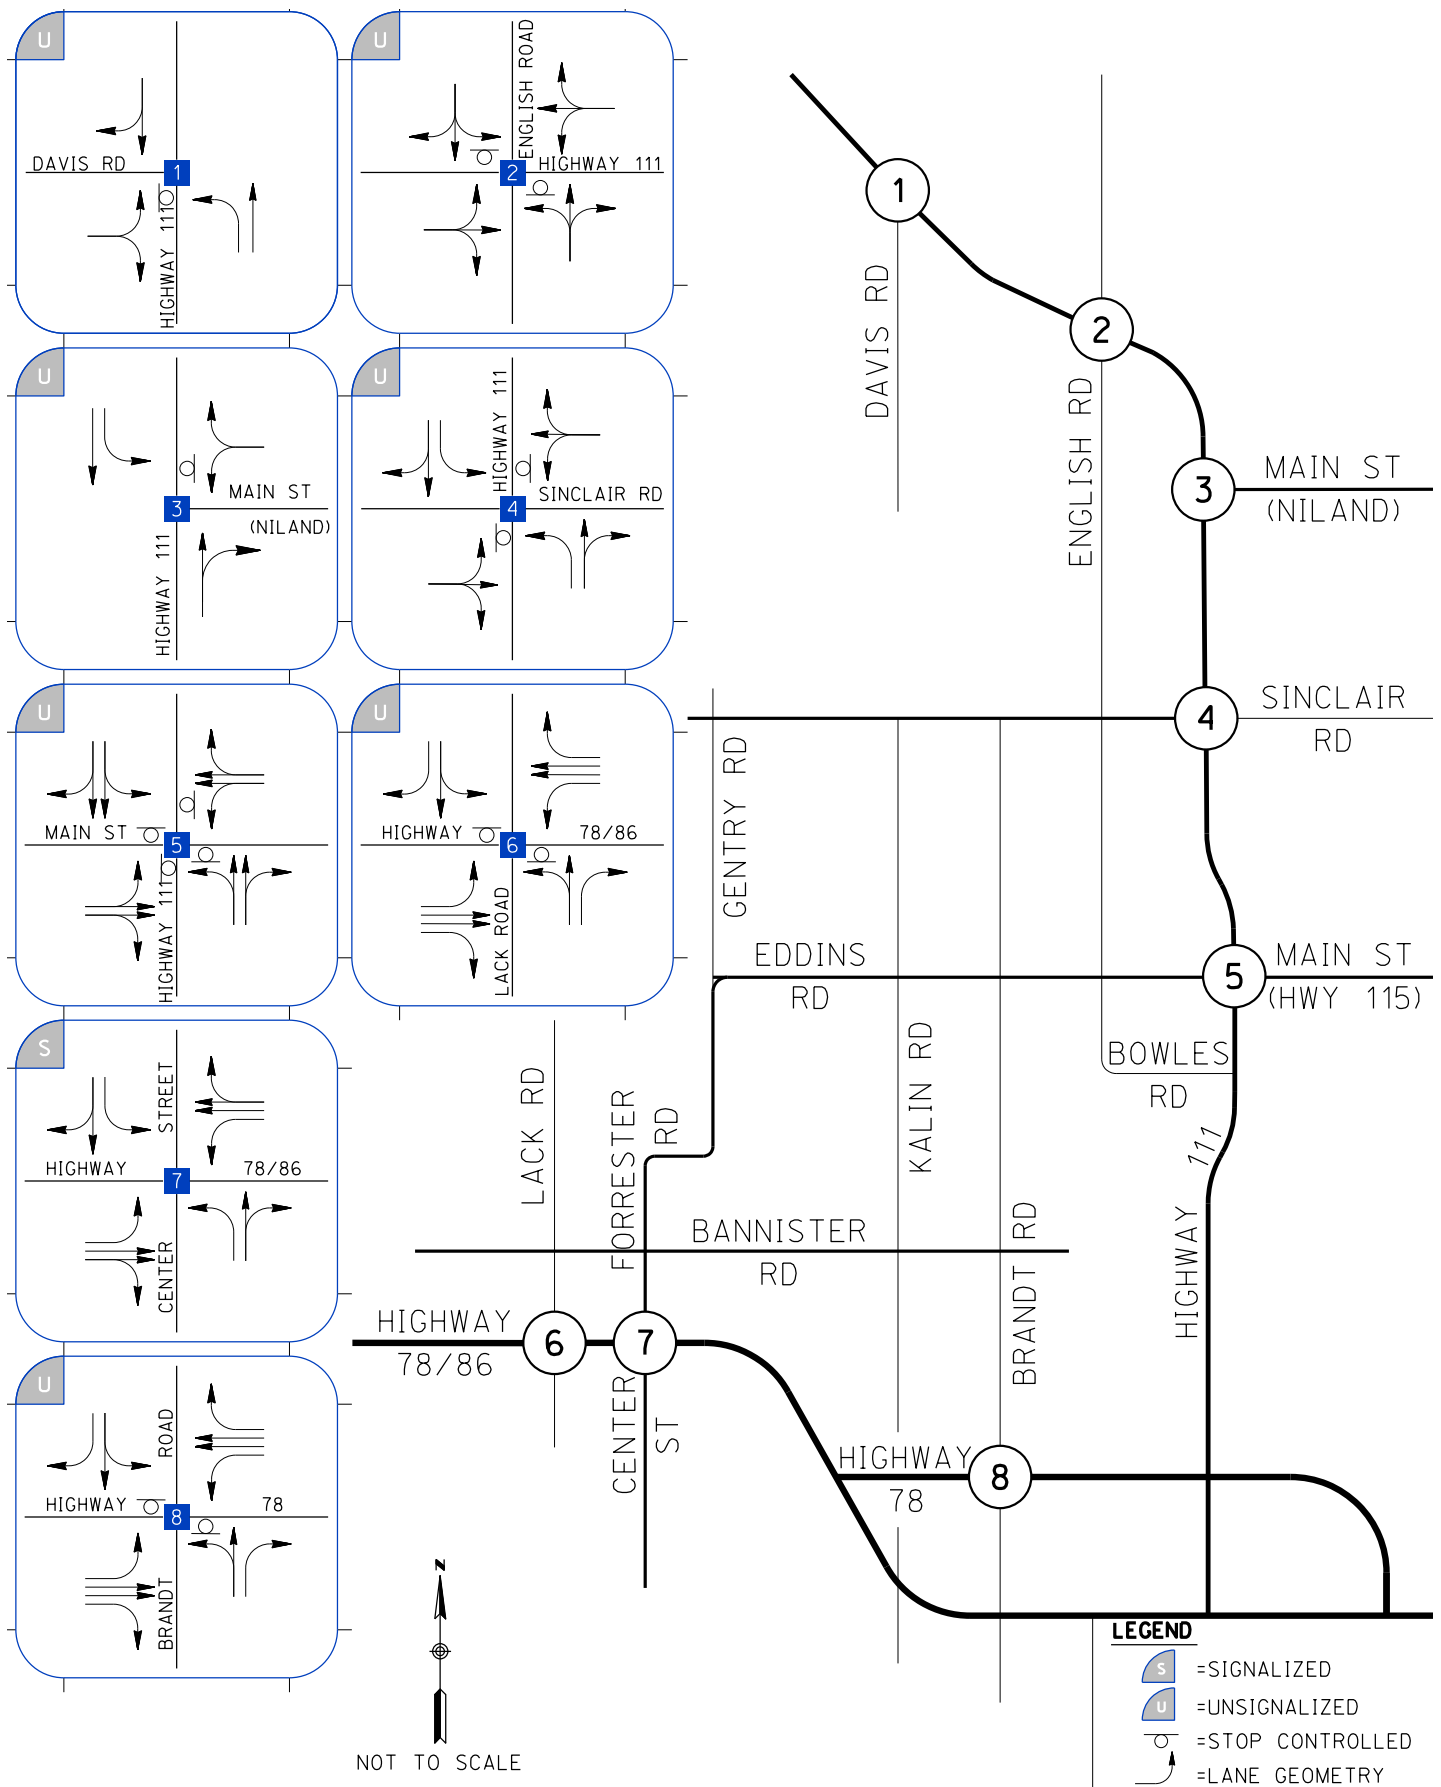 U
DAVIS RD
1
HIGHWAY 111
U
ENGLISH ROAD
2
HIGHWAY 111
U
3
MAIN ST
(NILAND)
HIGHWAY 111
U
HIGHWAY 111
SINCLAIR RD
4
U
MAIN ST
5
HIGHWAY 111
U
HIGHWAY
78/86
6
LACK ROAD
S
STREET
HIGHWAY
78/86
7
CENTER
U
ROAD
HIGHWAY
78
8
BRANDT
1
DAVIS RD
2
ENGLISH RD
3
MAIN ST
(NILAND)
4
SINCLAIR
RD
GENTRY RD
EDDINS
RD
5
MAIN ST
(HWY 115)
BOWLES
RD
KALIN RD
LACK RD
FORRESTER
RD
111
HIGHWAY
BANNISTER
RD
BRANDT RD
HIGHWAY
78/86
6
7
CENTER
ST
HIGHWAY
78
8
N
NOT TO SCALE
LEGEND
S =SIGNALIZED
U =UNSIGNALIZED
=STOP CONTROLLED
=LANE GEOMETRY